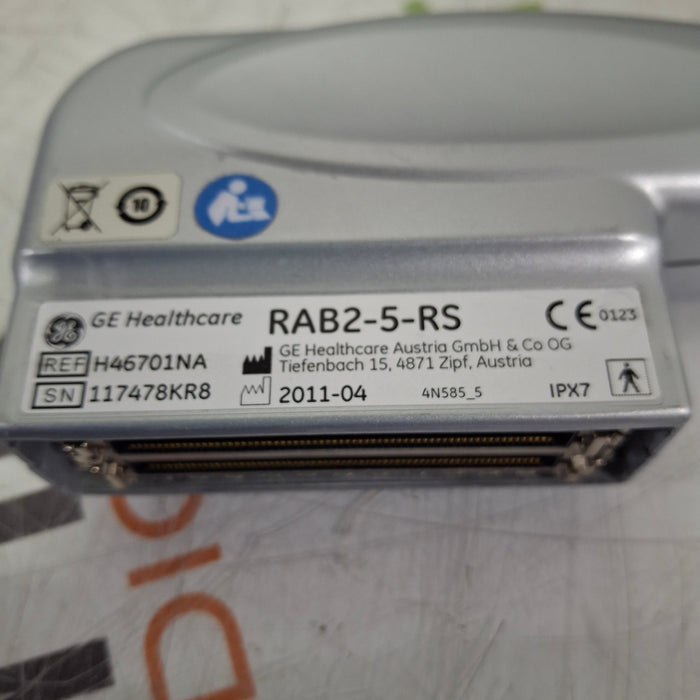 10
GE Healthcare RAB2-5-RS CE 0123
REF H46701NA
GE Healthcare Austria GmbH & Co OG
Tiefenbach 15, 4871 Zipf, Austria
SN 117478KR8 2011-04 4N585_5 IPX7
DIC